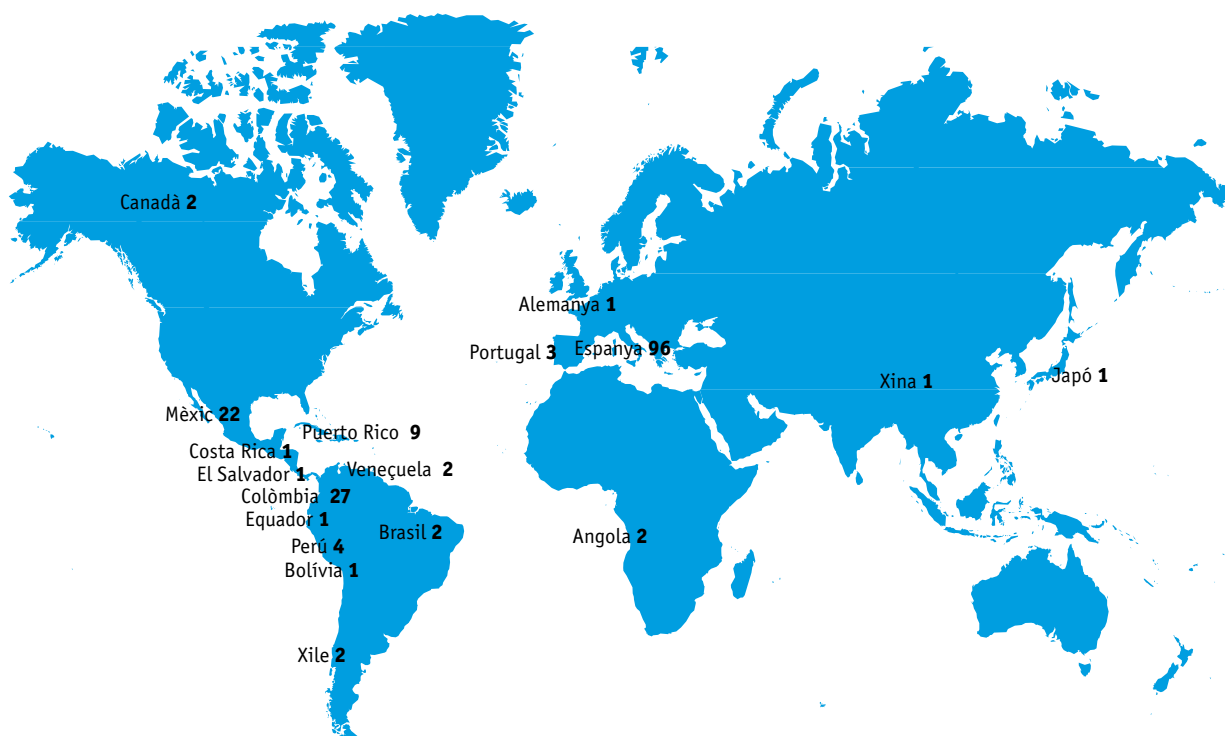 Canadà 2
Alemanya 1
Portugal 3
Espanya 96
Xina 1
Japó 1
Mèxic 22
Puerto Rico 9
Costa Rica 1
El Salvador 1
Veneçuela 2
Colòmbia 27
Equador 1
Brasil 2
Angola 2
Perú 4
Bolívia 1
Xile 2